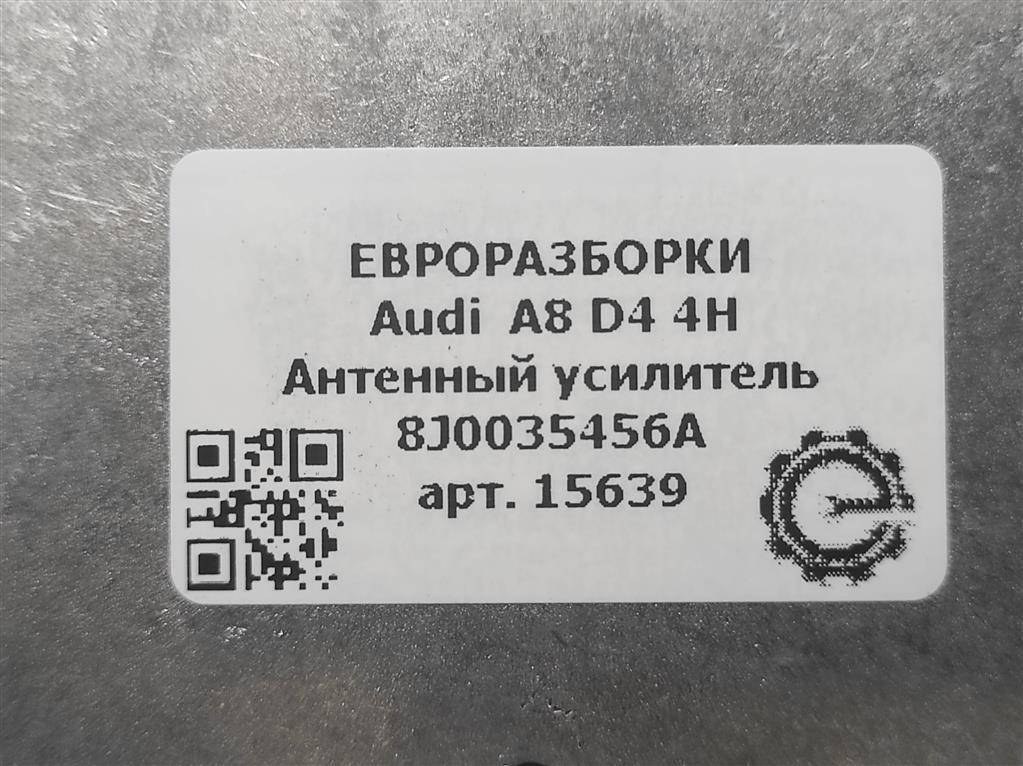 ЕВРОРАЗБОРКИ
Audi A8 D4 4H
Антенный усилитель
8J0035456A
арт. 15639